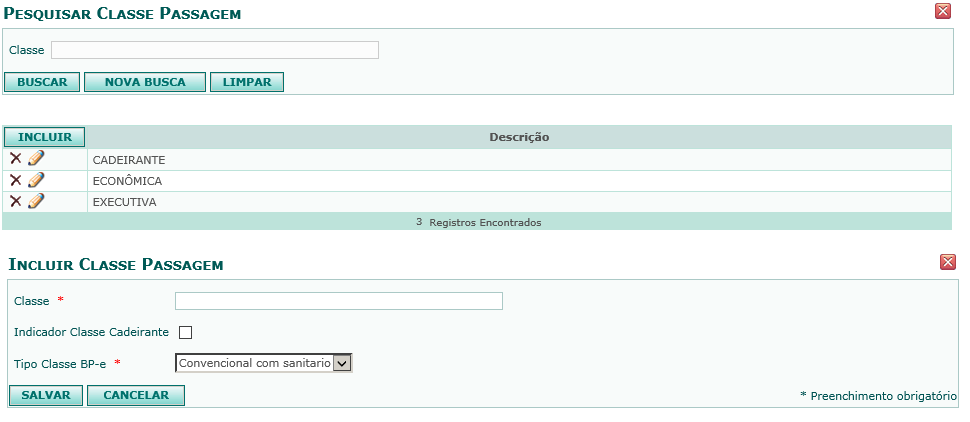 PESQUISAR CLASSE PASSAGEM
Classe
BUSCAR NOVA BUSCA LIMPAR
INCLUIR Descrição
CADEIRANTE
ECONÔMICA
EXECUTIVA
3 Registros Encontrados
INCLUIR CLASSE PASSAGEM
Classe *
Indicador Classe Cadeirante
Tipo Classe BP-e * Convencional com sanitario
SALVAR CANCELAR * Preenchimento obrigatório